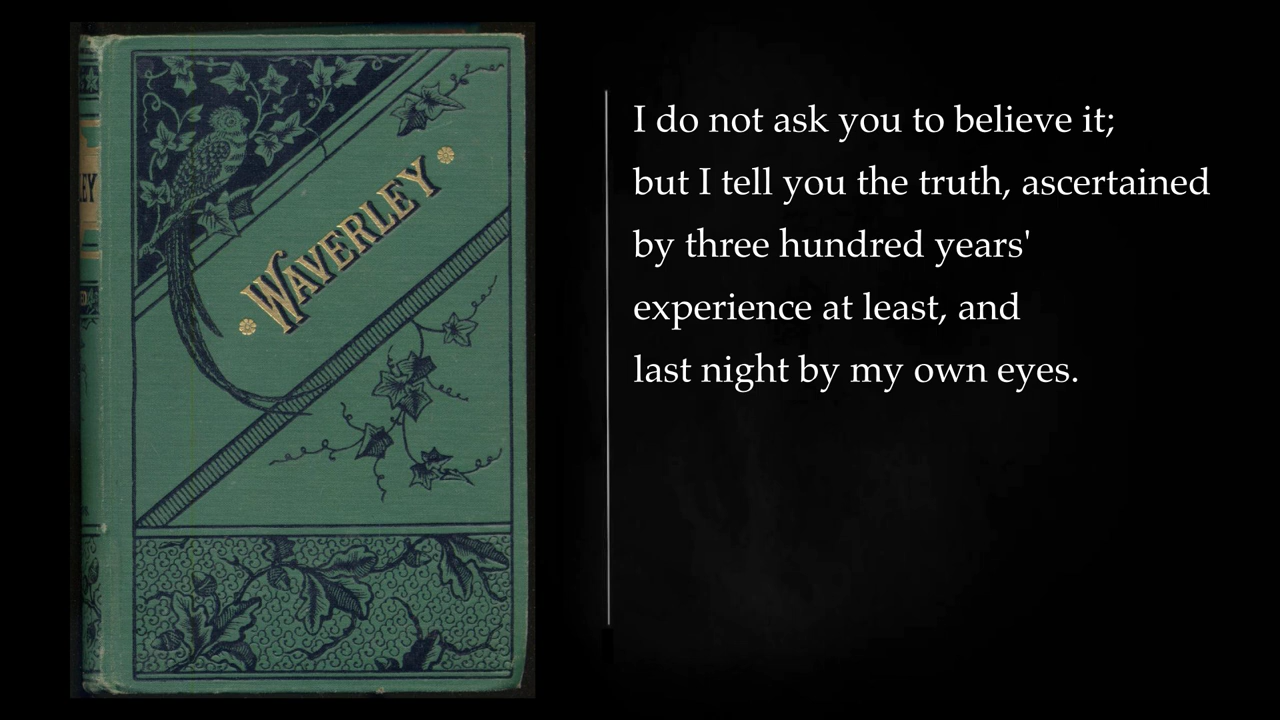 WAVERLEY
I do not ask you to believe it;
but I tell you the truth, ascertained
by three hundred years'
experience at least, and
last night by my own eyes.